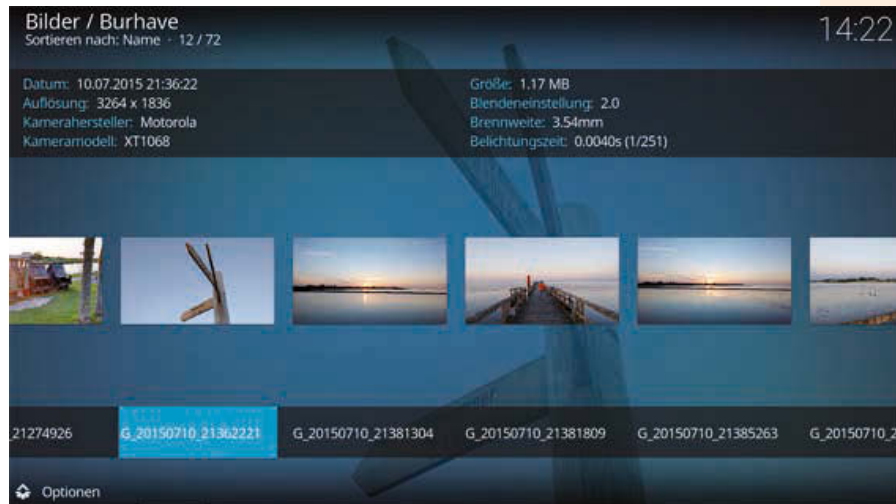 Bilder / Burhave
Sortieren nach: Name · 12 / 72
14:22
Datum: 10.07.2015 21:36:22
Auflösung: 3264 x 1836
Kamerahersteller: Motorola
Kameramodell: XT1068
Größe: 1.17 MB
Blendeneinstellung: 2.0
Brennweite: 3.54mm
Belichtungszeit: 0.0040s (1/251)
_21274926 G_20150710_21362221 G_20150710_21381304 G_20150710_21381809 G_20150710_21385263 G_20150710_2
Optionen